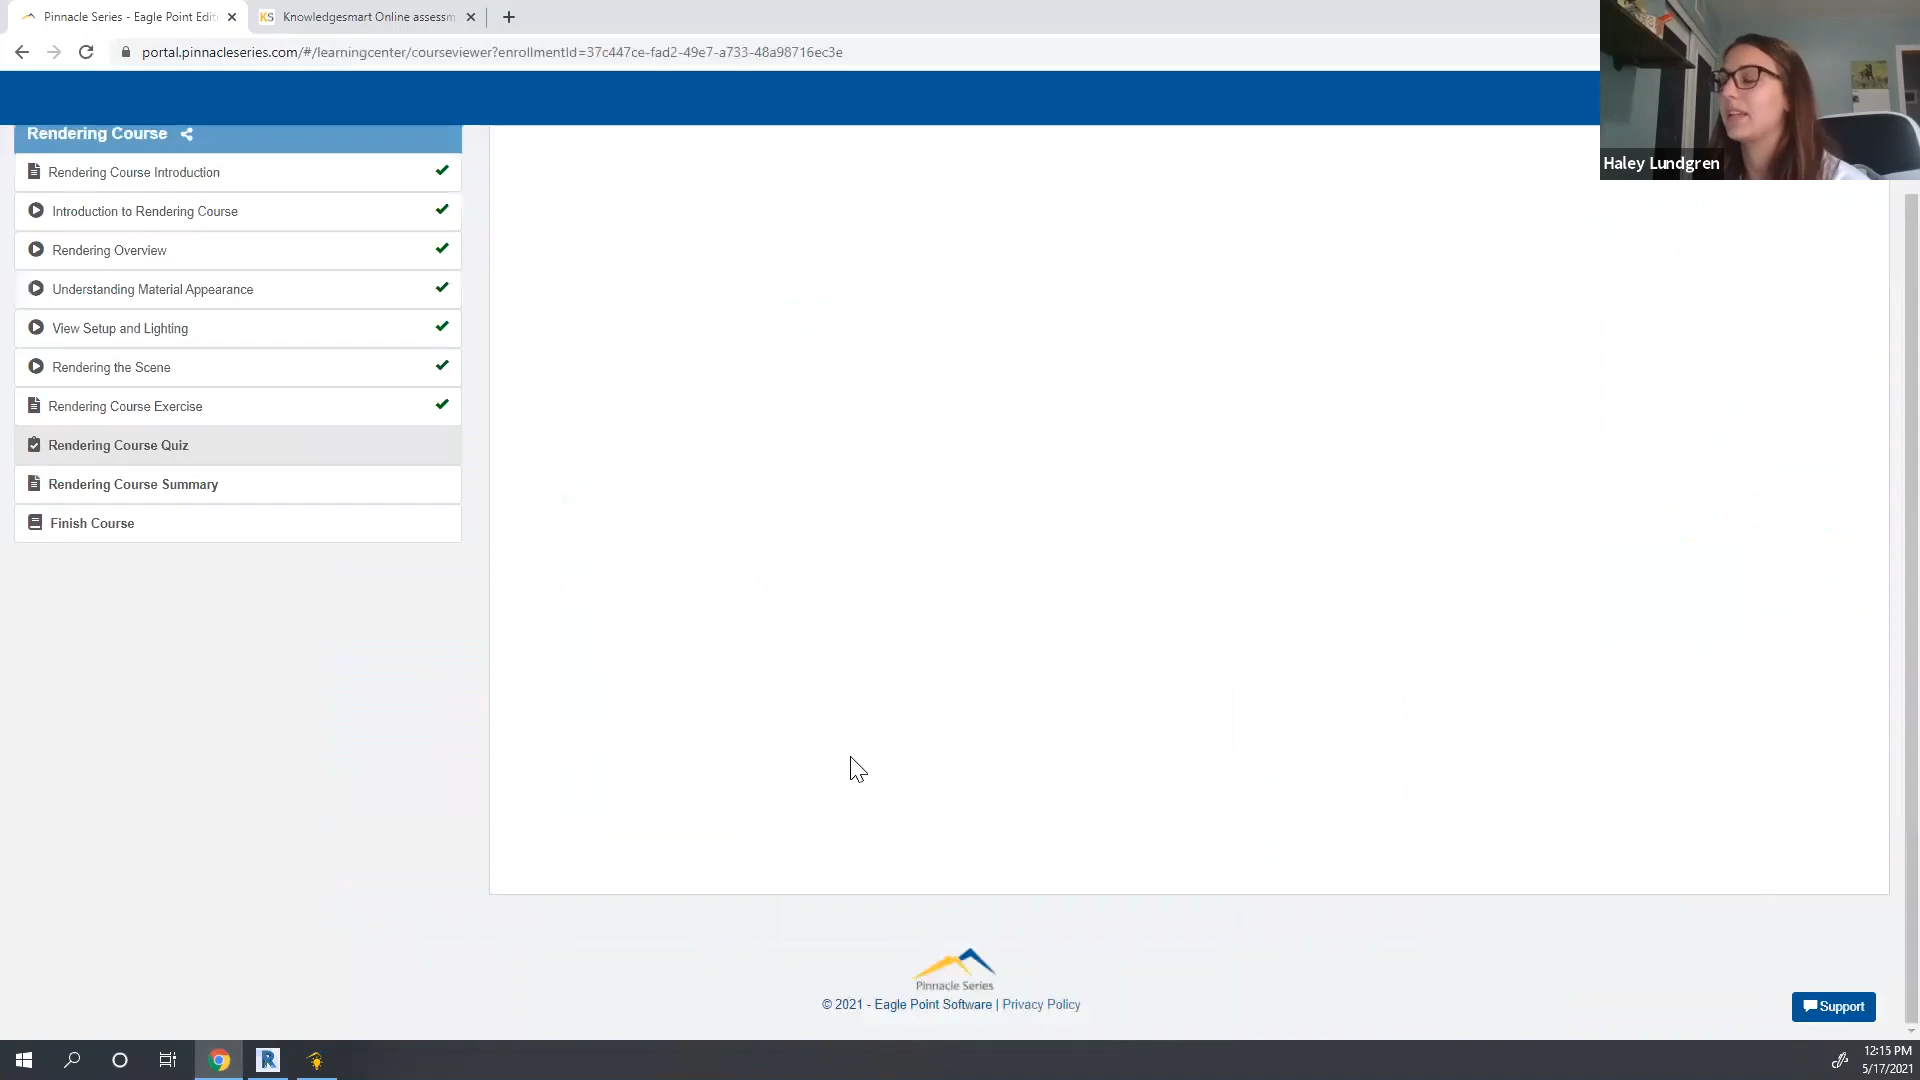 Pinnacle Series - Eagle Point Edit
KS Knowledgesmart Online assessm
portal.pinnacleseries.com/#/learningcenter/courseviewer?enrollmentId=37c447ce-fad2-49e7-a733-48a98716ec3e
Haley Lundgren
Rendering Course
Rendering Course Introduction
Introduction to Rendering Course
Rendering Overview
Understanding Material Appearance
View Setup and Lighting
Rendering the Scene
Rendering Course Exercise
Rendering Course Quiz
Rendering Course Summary
Finish Course
Pinnacle Series
© 2021 - Eagle Point Software | Privacy Policy
Support
R
12:15 PM
5/17/2021